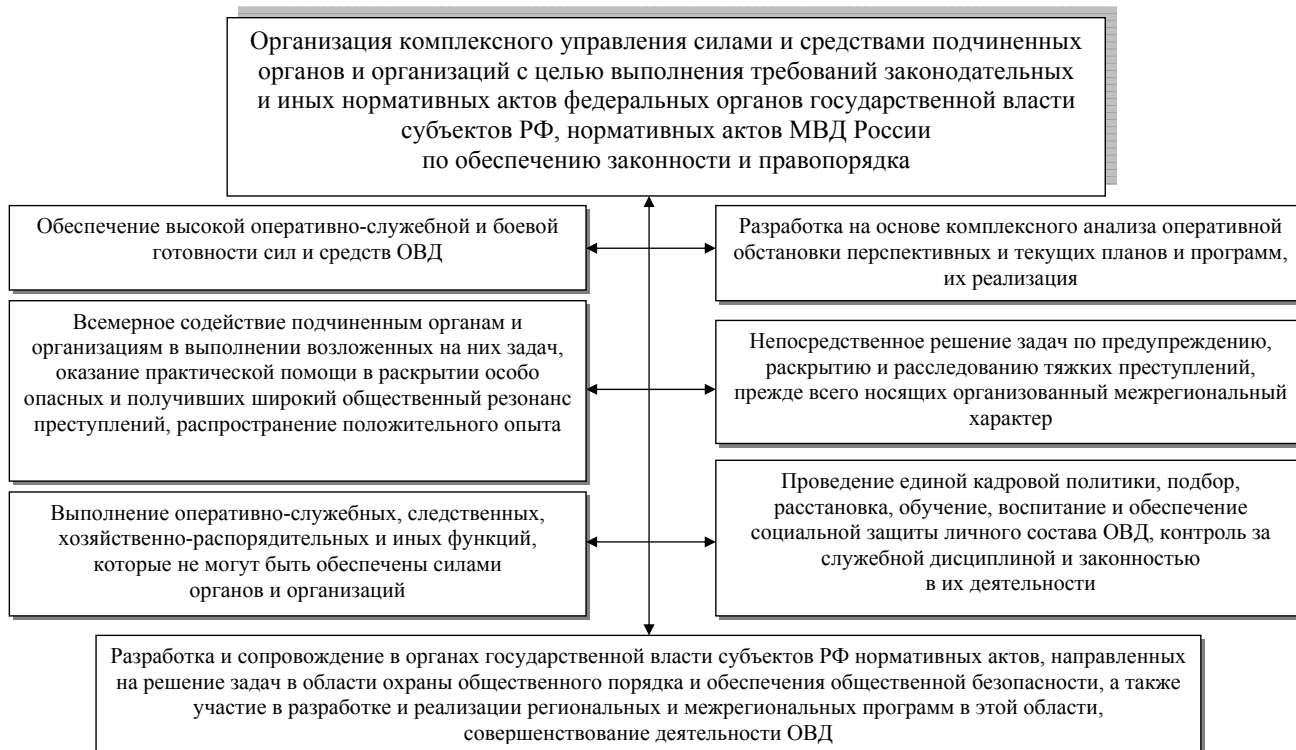 Организация комплексного управления силами и средствами подчиненных
органов и организаций с целью выполнения требований законодательных
и иных нормативных актов федеральных органов государственной власти
субъектов РФ, нормативных актов МВД России
по обеспечению законности и правопорядка
Обеспечение высокой оперативно-служебной и боевой
готовности сил и средств ОВД
Разработка на основе комплексного анализа оперативной
обстановки перспективных и текущих планов и программ,
их реализация
Всемерное содействие подчиненным органам и
организациям в выполнении возложенных на них задач,
оказание практической помощи в раскрытии особо
опасных и получивших широкий общественный резонанс
преступлений, распространение положительного опыта
Непосредственное решение задач по предупреждению,
раскрытию и расследованию тяжких преступлений,
прежде всего носящих организованный межрегиональный
характер
Выполнение оперативно-служебных, следственных,
хозяйственно-распорядительных и иных функций,
которые не могут быть обеспечены силами
органов и организаций
Проведение единой кадровой политики, подбор,
расстановка, обучение, воспитание и обеспечение
социальной защиты личного состава ОВД, контроль за
служебной дисциплиной и законностью
в их деятельности
Разработка и сопровождение в органах государственной власти субъектов РФ нормативных актов, направленных
на решение задач в области охраны общественного порядка и обеспечения общественной безопасности, а также
участие в разработке и реализации региональных и межрегиональных программ в этой области,
совершенствование деятельности ОВД